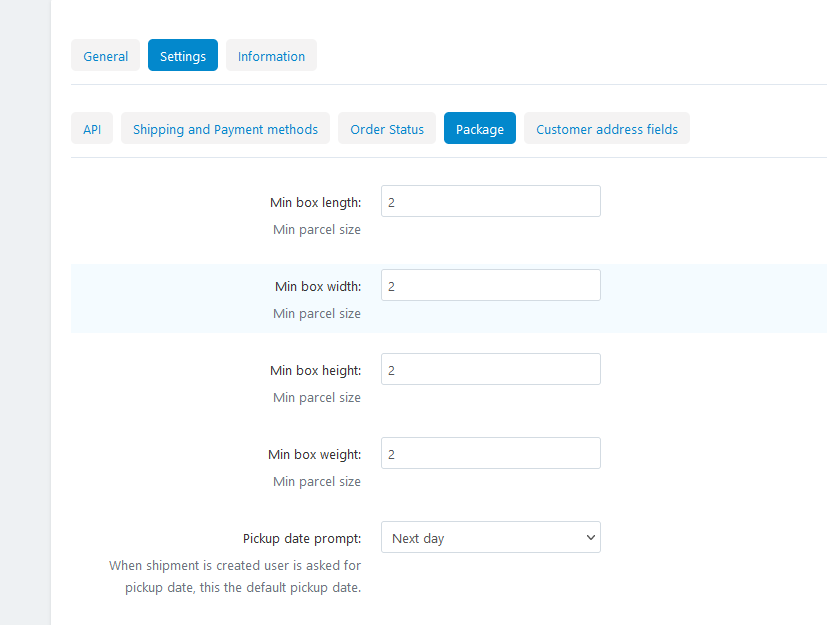 General Settings Information
API Shipping and Payment methods Order Status Package Customer address fields
Min box length: 2
Min parcel size
Min box width: 2
Min parcel size
Min box height: 2
Min parcel size
Min box weight: 2
Min parcel size
Pickup date prompt: Next day
When shipment is created user is asked for
pickup date, this the default pickup date.